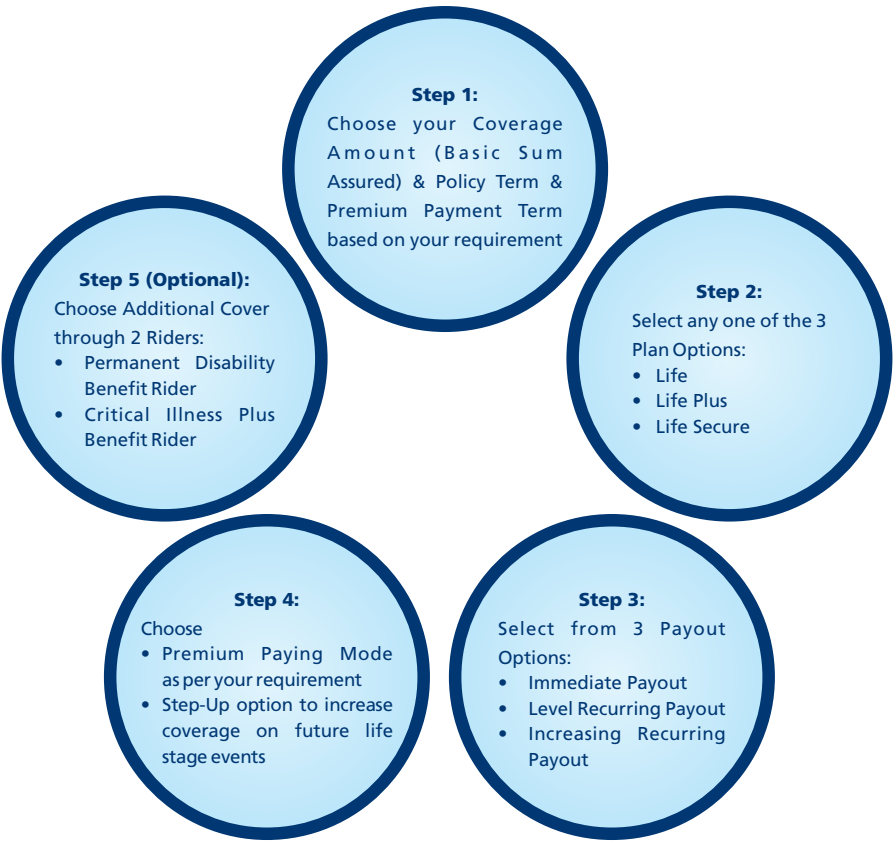 Step 1:
Choose your Coverage
Amount (Basic Sum
Assured) & Policy Term &
Premium Payment Term
based on your requirement
Step 2:
Select any one of the 3
Plan Options:
• Life
• Life Plus
• Life Secure
Step 3:
Select from 3 Payout
Options:
• Immediate Payout
• Level Recurring Payout
• Increasing Recurring
Payout
Step 4:
Choose
• Premium Paying Mode
as per your requirement
• Step-Up option to increase
coverage on future life
stage events
Step 5 (Optional):
Choose Additional Cover
through 2 Riders:
• Permanent Disability
Benefit Rider
• Critical Illness Plus
Benefit Rider